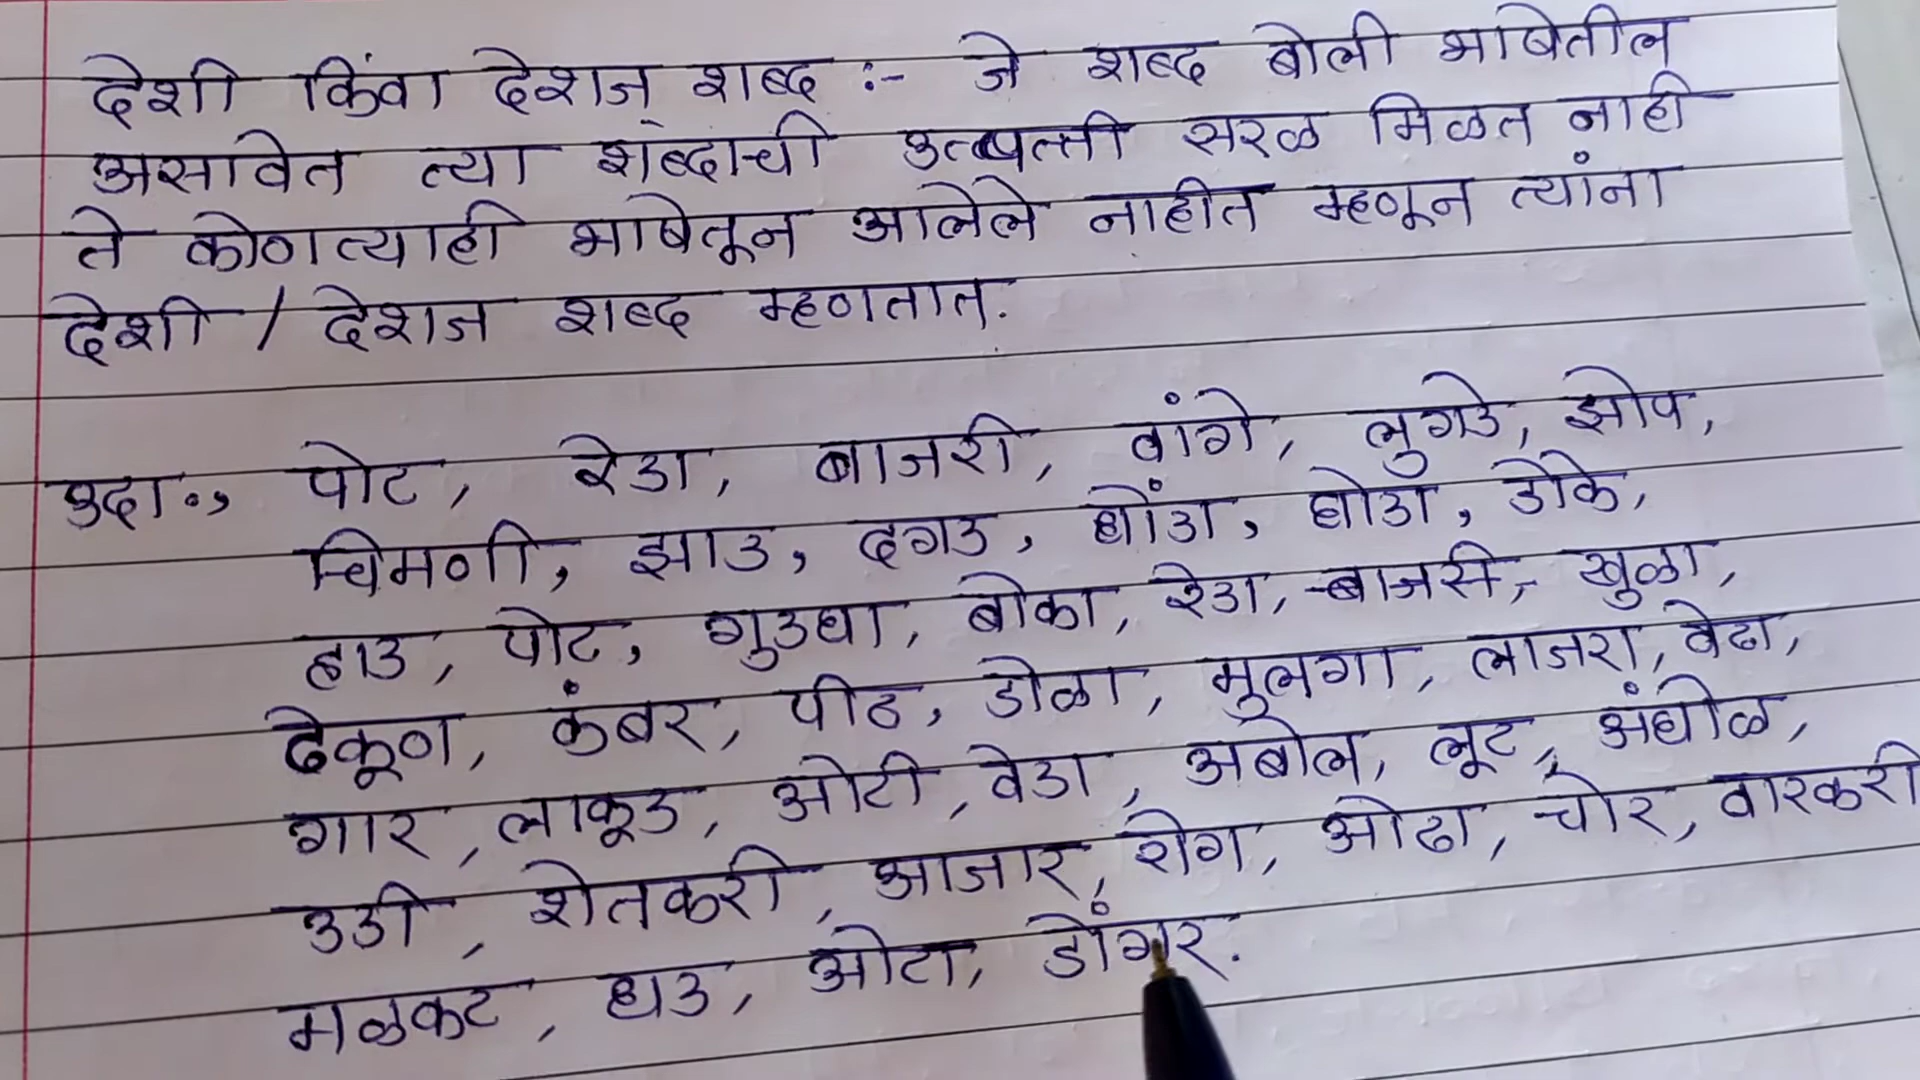 देशी किंवा देशज शब्द :- जे शब्द बोली भाषेतील
असावेत त्या शब्दाची उत्पत्ती सरळ मिळत नाही
ते कोणत्याही भाषेतून आलेले नाहीत म्हणून त्यांना
देशी / देशज शब्द म्हणतात.
उदा., पोट, रेडा, बाजरी, वांगे, लुगडे, झोप,
चिमणी, झाड, दगड, धोंडा, घोडा, डोके,
हाड, पोट, गुडघा, बोका, रेडा, बाजरी, खुळा,
ढेकूण, कंबर, पीठ, डोळा, मुलगा, लाजरा, वेढा,
गार, लाकूड, ओटी, वेडा, अबोल, लूट, अंघोळ,
उडी, शेतकरी, आजार, रोग, ओढा, चोर, वारकरी
मळकट, धड, ओटा, डोंगर.